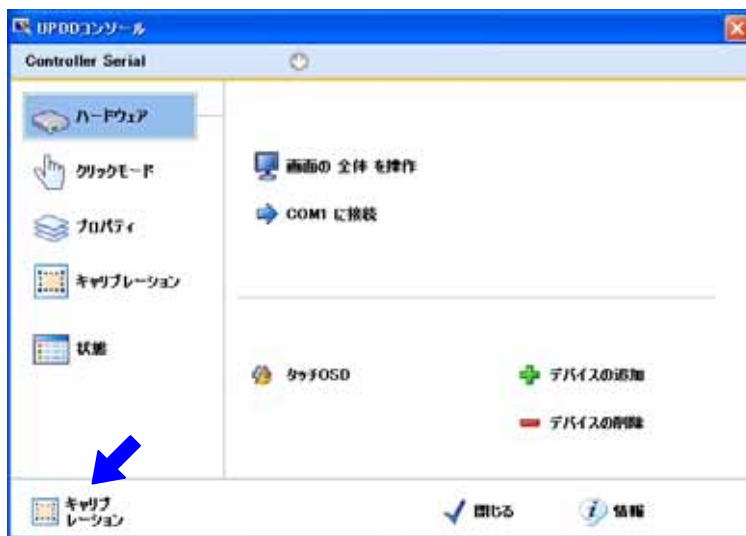 UPDDコンソール
Controller Serial
ハードウェア
クリックモード
プロパティ
キャリブレーション
状態
画面の 全体 を操作
COM1 に接続
タッチOSD
デバイスの追加
デバイスの削除
キャリブ
レーション
閉じる
情報